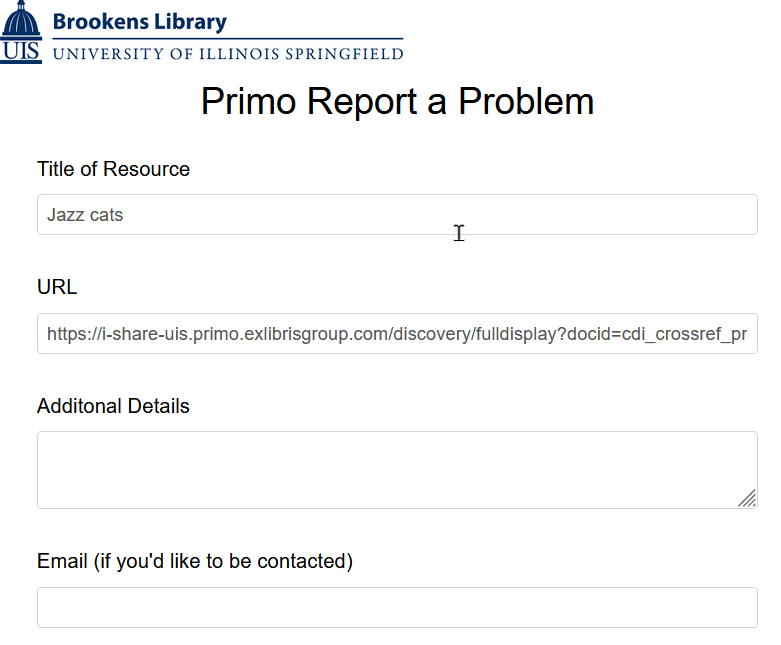 Brookens Library
UIS UNIVERSITY OF ILLINOIS SPRINGFIELD
Primo Report a Problem
Title of Resource
Jazz cats
URL
https://i-share-uis.primo.exlibrisgroup.com/discovery/fulldisplay?docid=cdi_crossref_pr
Additonal Details
Email (if you'd like to be contacted)